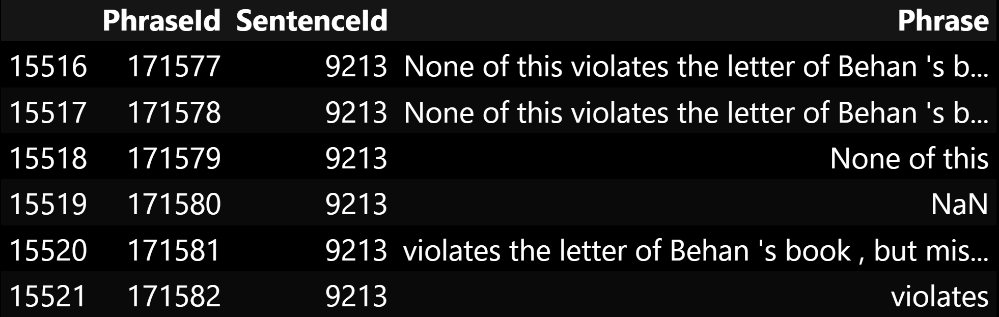 PhraseId SentenceId Phrase
15516 171577 9213 None of this violates the letter of Behan 's b...
15517 171578 9213 None of this violates the letter of Behan 's b...
15518 171579 9213 None of this
15519 171580 9213 NaN
15520 171581 9213 violates the letter of Behan 's book , but mis...
15521 171582 9213 violates